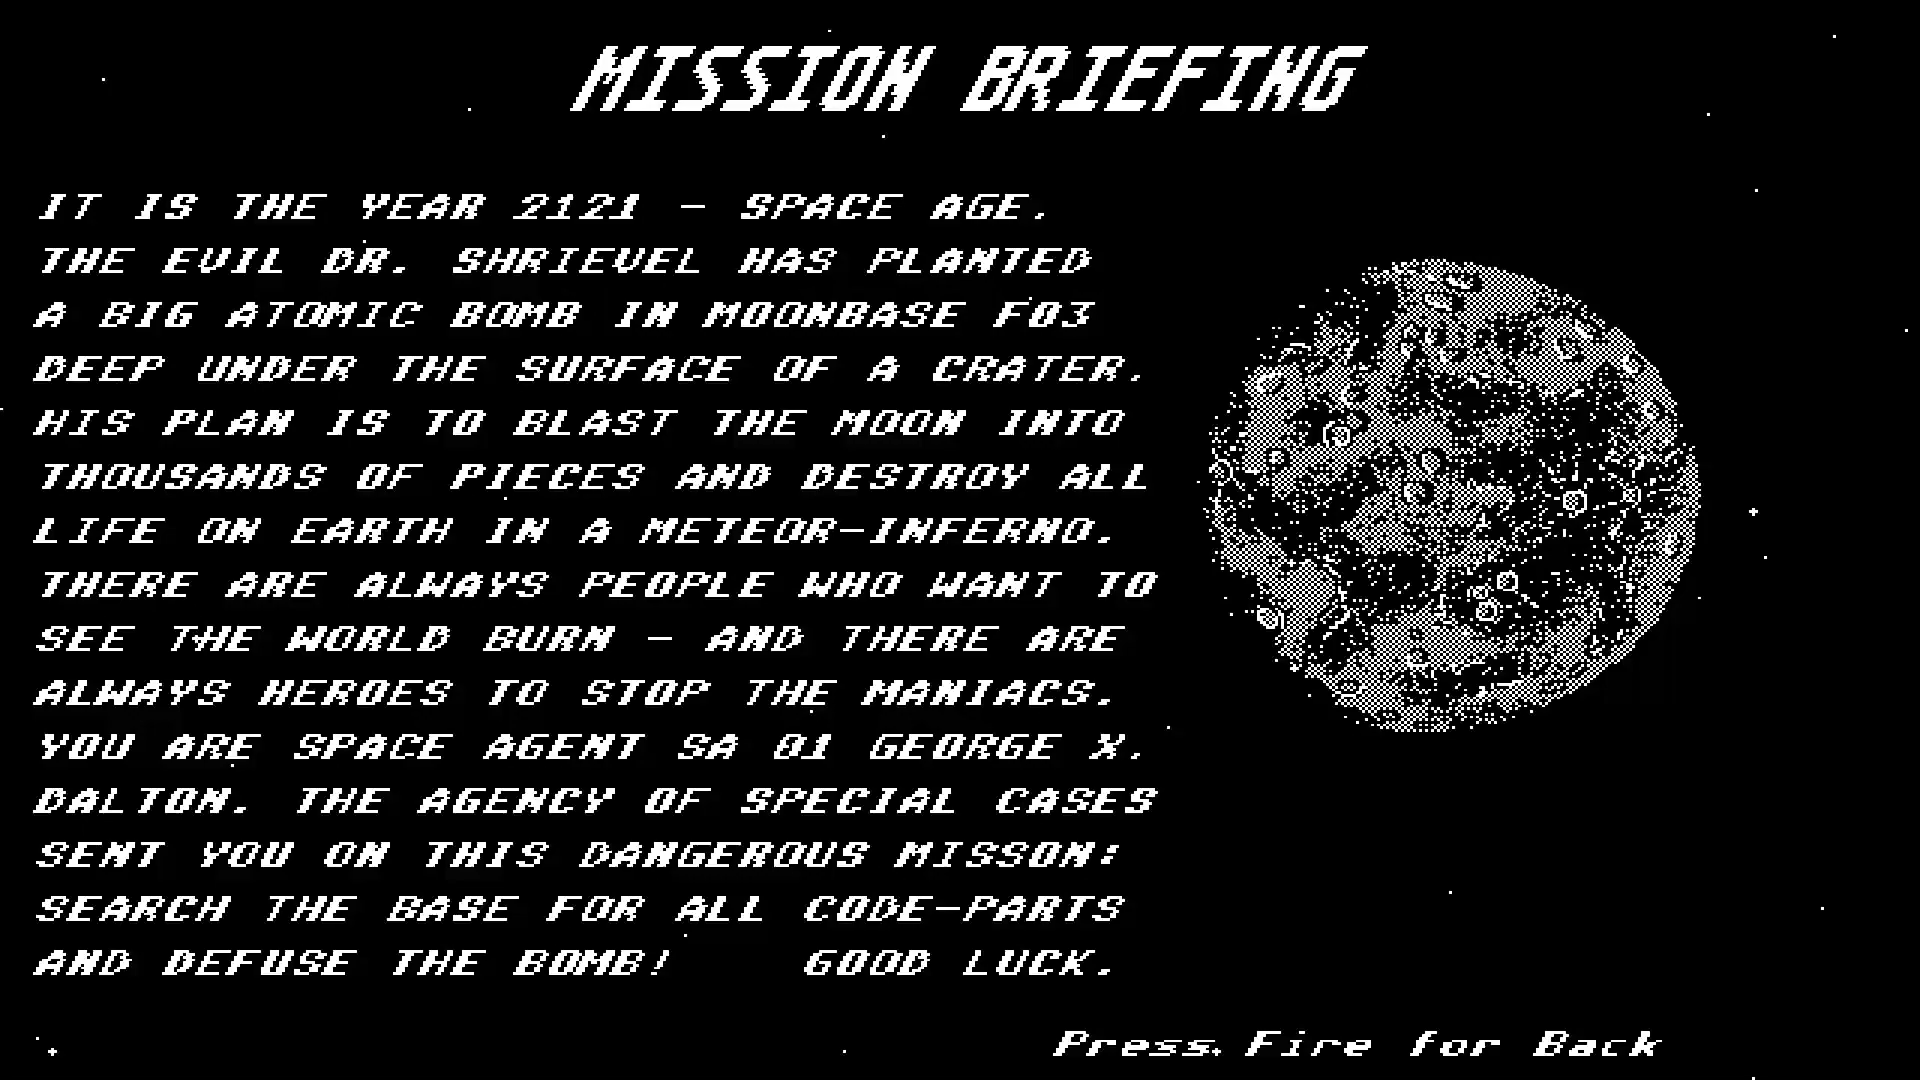 MISSION BRIEFING
IT IS THE YEAR 2121 - SPACE AGE.
THE EVIL DR. SHRIEVEL HAS PLANTED
A BIG ATOMIC BOMB IN MOONBASE F03
DEEP UNDER THE SURFACE OF A CRATER.
HIS PLAN IS TO BLAST THE MOON INTO
THOUSANDS OF PIECES AND DESTROY ALL
LIFE ON EARTH IN A METEOR-INFERNO.
THERE ARE ALWAYS PEOPLE WHO WANT TO
SEE THE WORLD BURN - AND THERE ARE
ALWAYS HEROES TO STOP THE MANIACS.
YOU ARE SPACE AGENT SA 01 GEORGE X.
DALTON. THE AGENCY OF SPECIAL CASES
SENT YOU ON THIS DANGEROUS MISSON:
SEARCH THE BASE FOR ALL CODE-PARTS
AND DEFUSE THE BOMB! GOOD LUCK.
Press Fire for Back